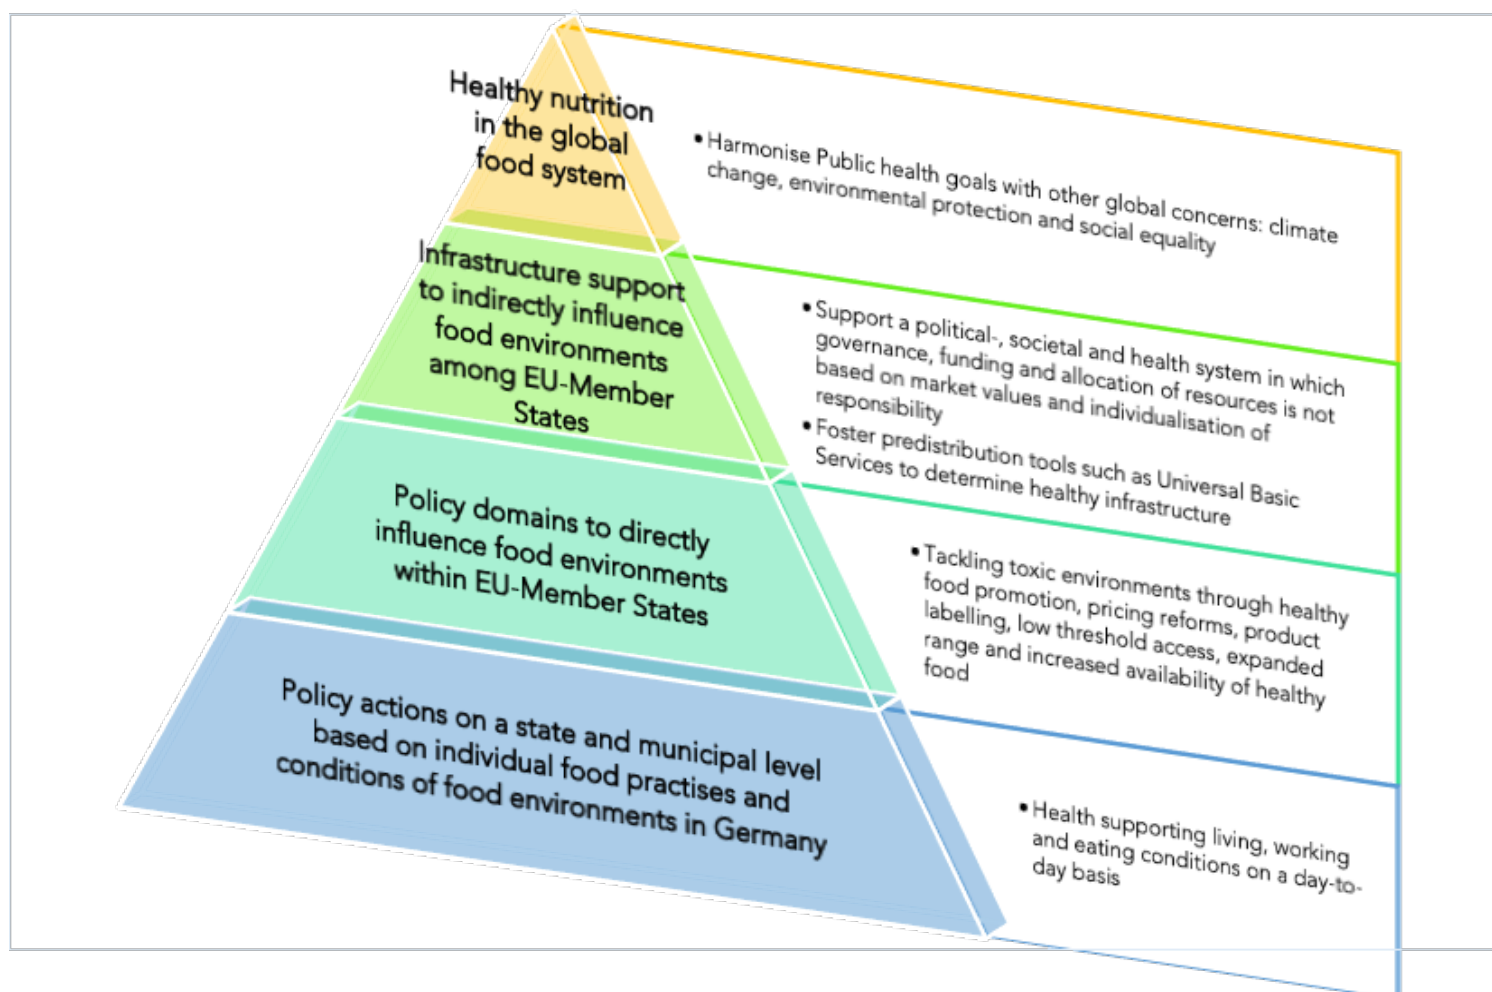 Healthy nutrition
in the global
food system
• Harmonise Public health goals with other global concerns: climate
change, environmental protection and social equality
Infrastructure support
to indirectly influence
food environments
among EU-Member
States
• Support a political-, societal and health system in which
governance, funding and allocation of resources is not
based on market values and individualisation of
responsibility
• Foster predistribution tools such as Universal Basic
Services to determine healthy infrastructure
Policy domains to directly
influence food environments
within EU-Member States
• Tackling toxic environments through healthy
food promotion, pricing reforms, product
labelling, low threshold access, expanded
range and increased availability of healthy
food
Policy actions on a state and municipal level
based on individual food practises and
conditions of food environments in Germany
• Health supporting living, working
and eating conditions on a day-to-
day basis